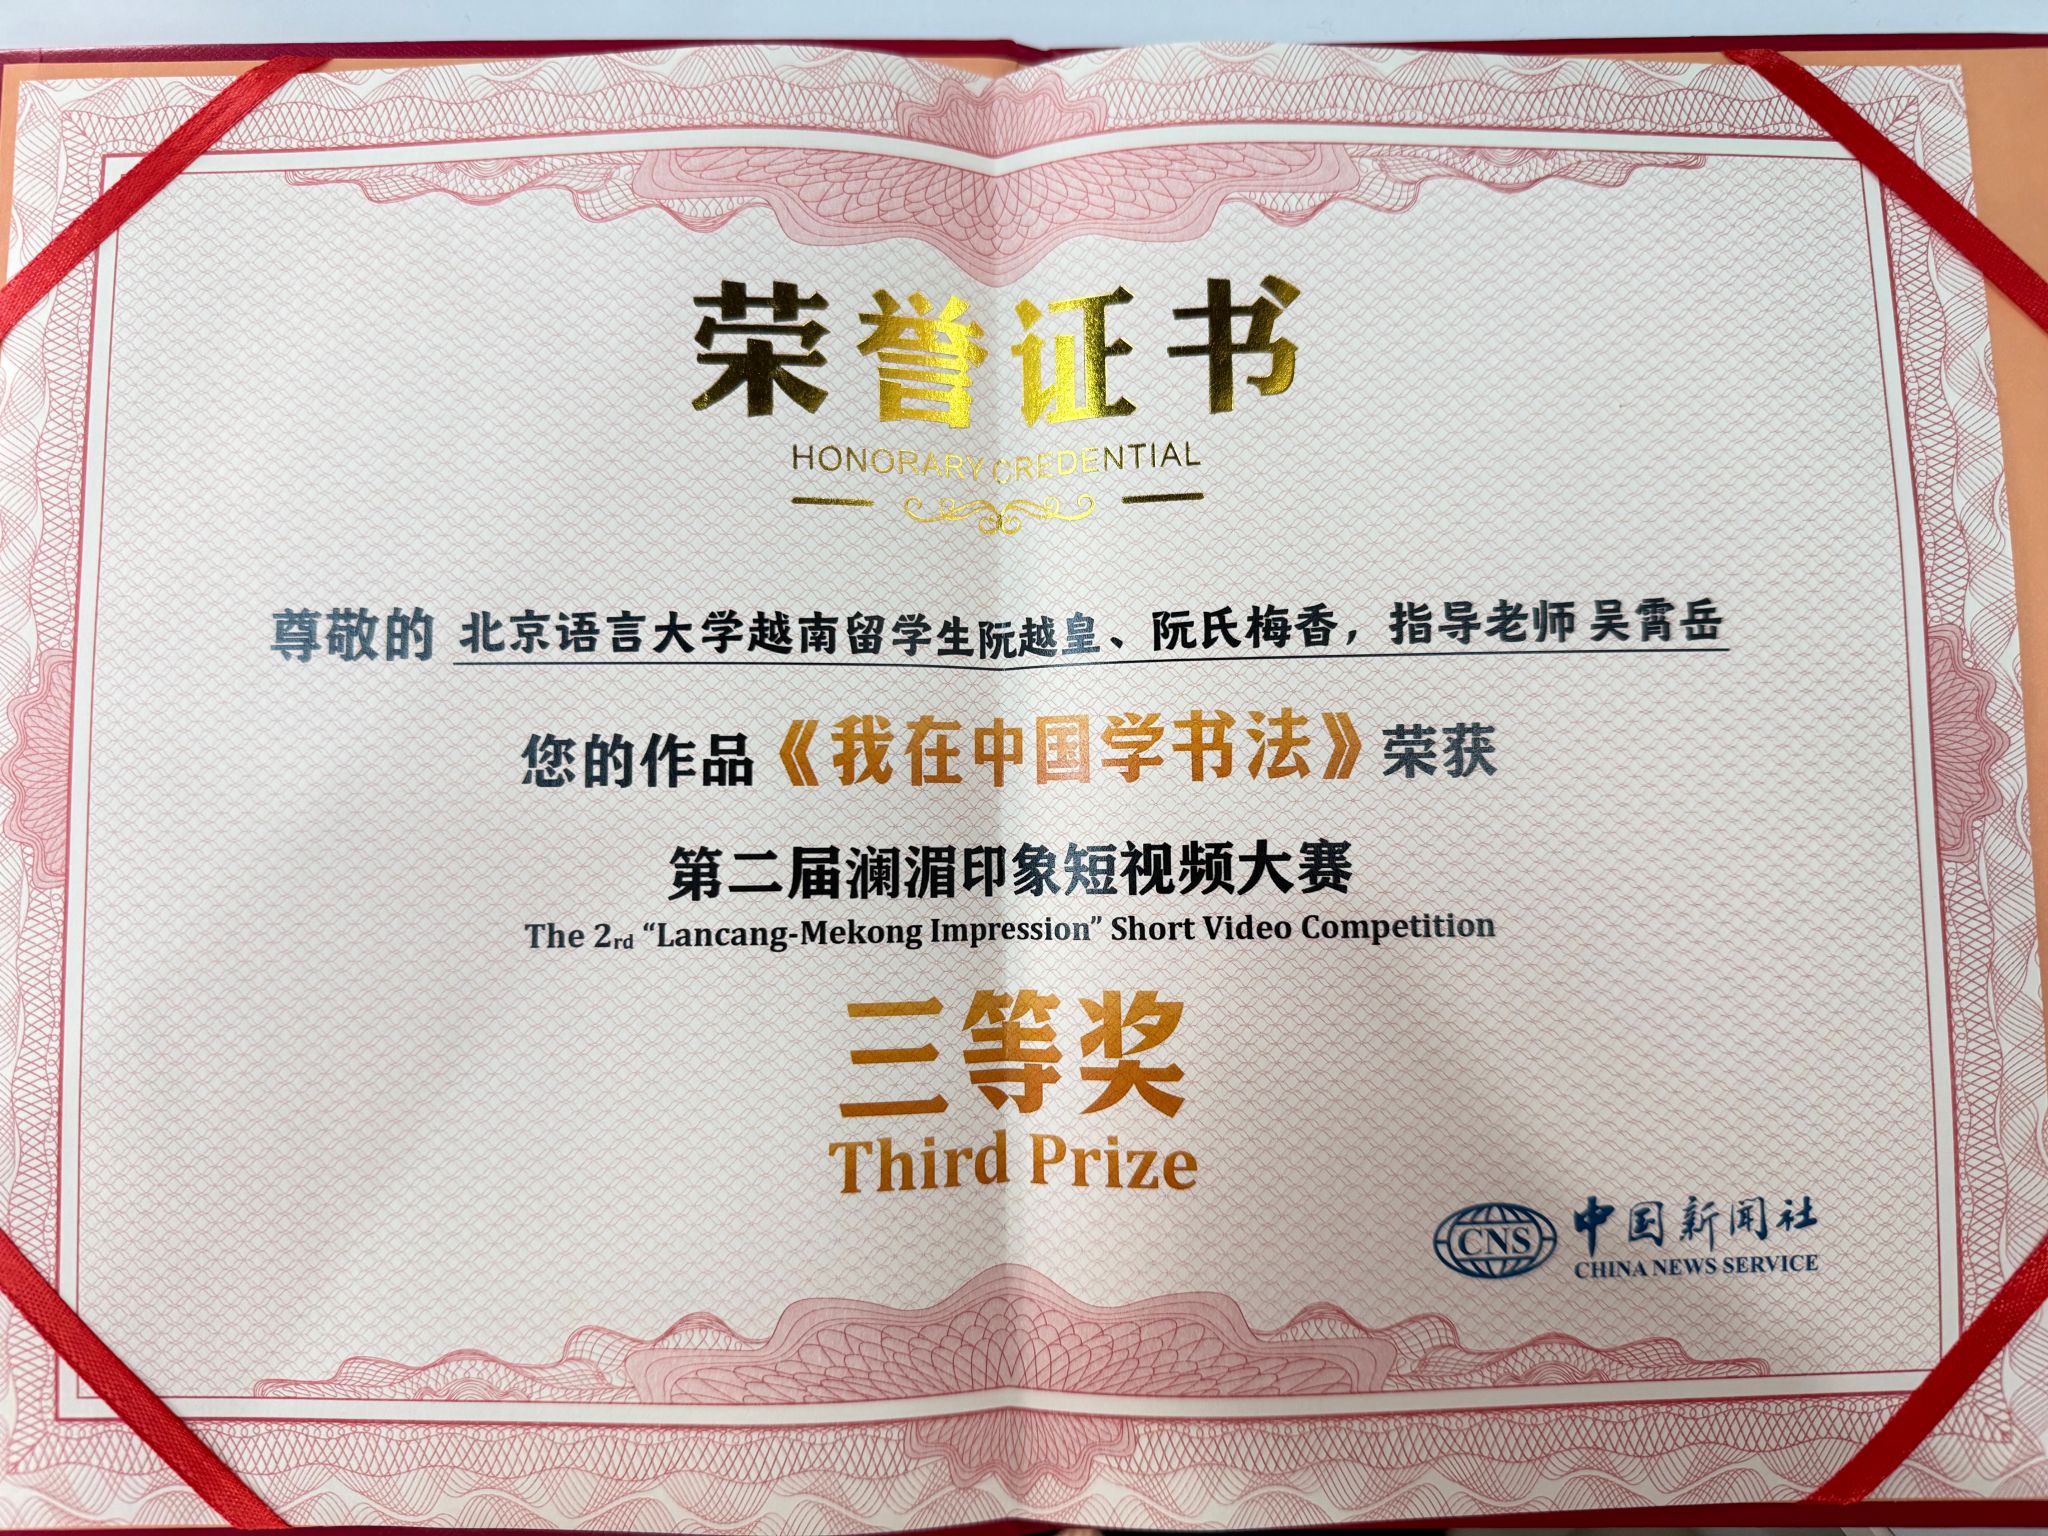 荣誉证书
HONORARY CREDENTIAL
尊敬的 北京语言大学越南留学生阮越皇、阮氏梅香，指导老师 吴霄岳
您的作品《我在中国学书法》荣获
第二届澜湄印象短视频大赛
The 2rd “Lancang-Mekong Impression” Short Video Competition
三等奖
Third Prize
CNS 中国新闻社
CHINA NEWS SERVICE